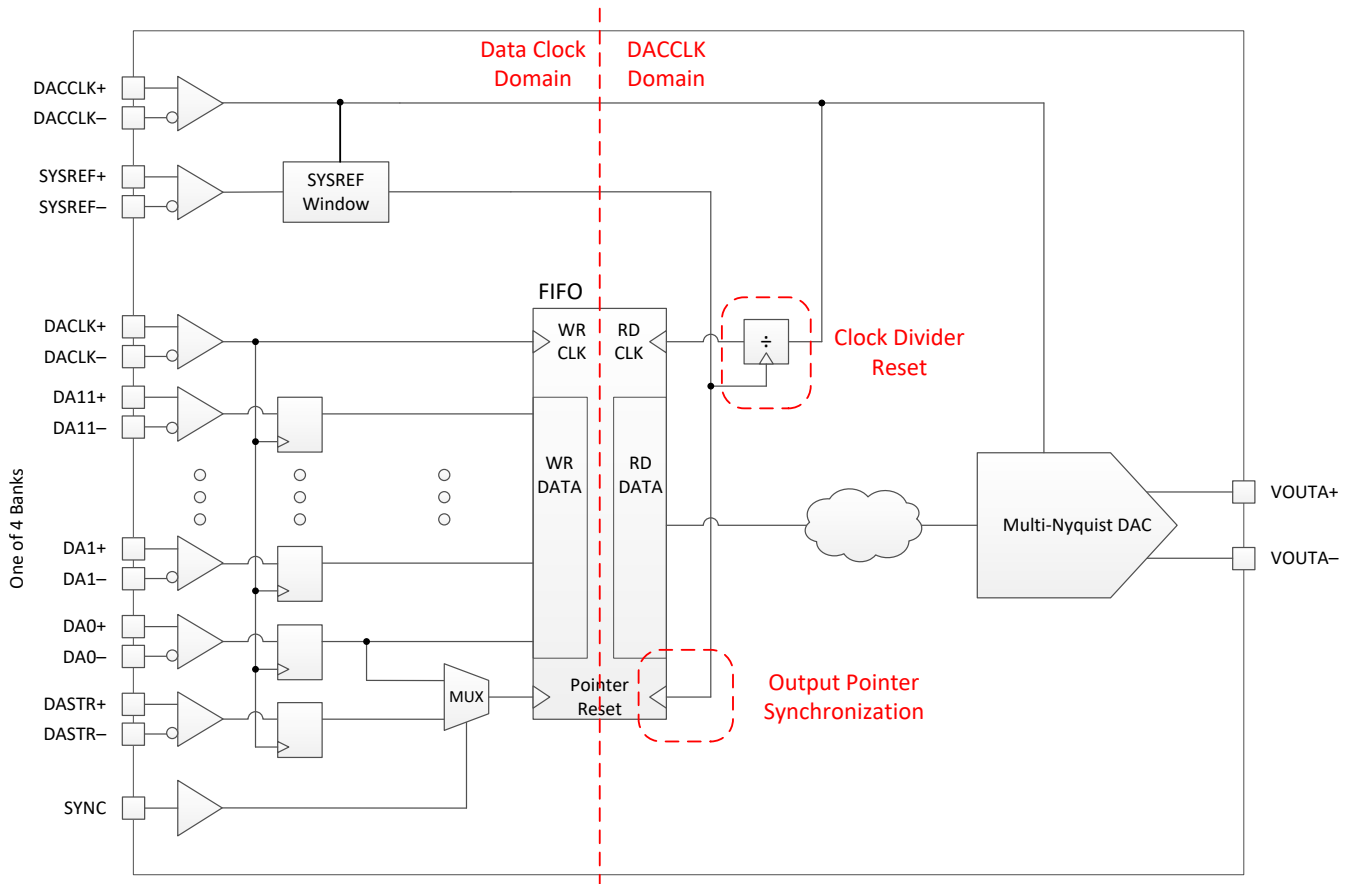 Data Clock
Domain
DACCLK
Domain
DACCLK+
DACCLK–
SYSREF+
SYSREF–
SYSREF
Window
FIFO
DACLK+
DACLK–
WR
CLK
RD
CLK
÷
Clock Divider
Reset
DA11+
DA11–
WR
DATA
RD
DATA
One of 4 Banks
Multi-Nyquist DAC
VOUTA+
VOUTA–
DA1+
DA1–
DA0+
DA0–
MUX
Pointer
Reset
Output Pointer
Synchronization
DASTR+
DASTR–
SYNC